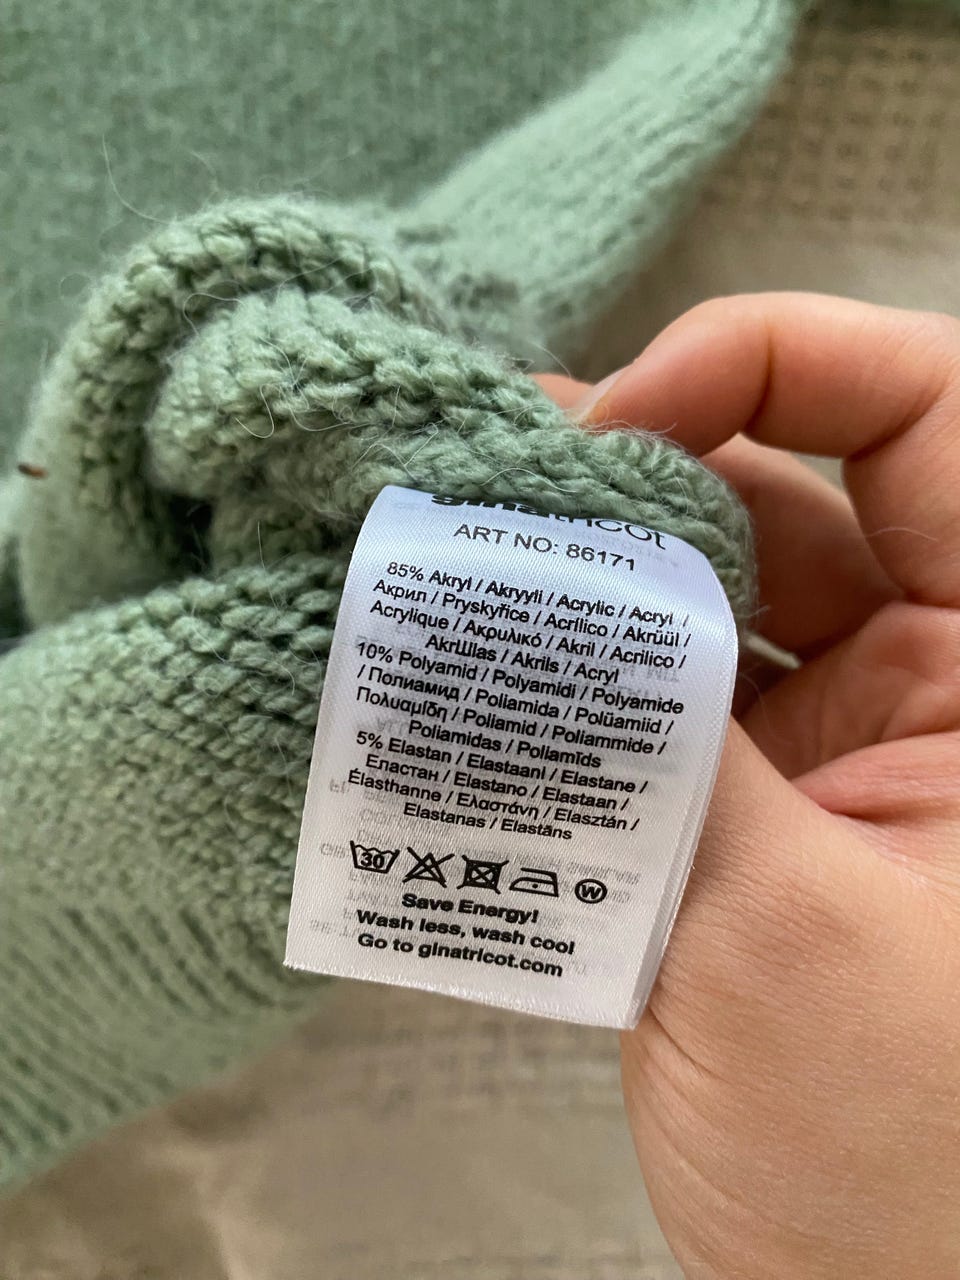 ginatricot
ART NO: 86171
85% Akryl / Akryyli / Acrylic / Acryl /
Акрил / Pryskyřice / Acrílico / Akrüül /
Acrylique / Ακρυλικό / Akril / Acrilico /
AkrIlas / Akrils / Acryl
10% Polyamid / Polyamidi / Polyamide
/ Полиамид / Poliamida / Polüamiid /
Πολυαμίδη / Poliamid / Poliammide /
Poliamidas / Poliamīds
5% Elastan / Elastaani / Elastane /
Еластан / Elastano / Elastaan /
Élasthanne / Ελαστάνη / Elasztán /
Elastanas / Elastāns
30 W
Save Energy!
Wash less, wash cool
Go to ginatricot.com